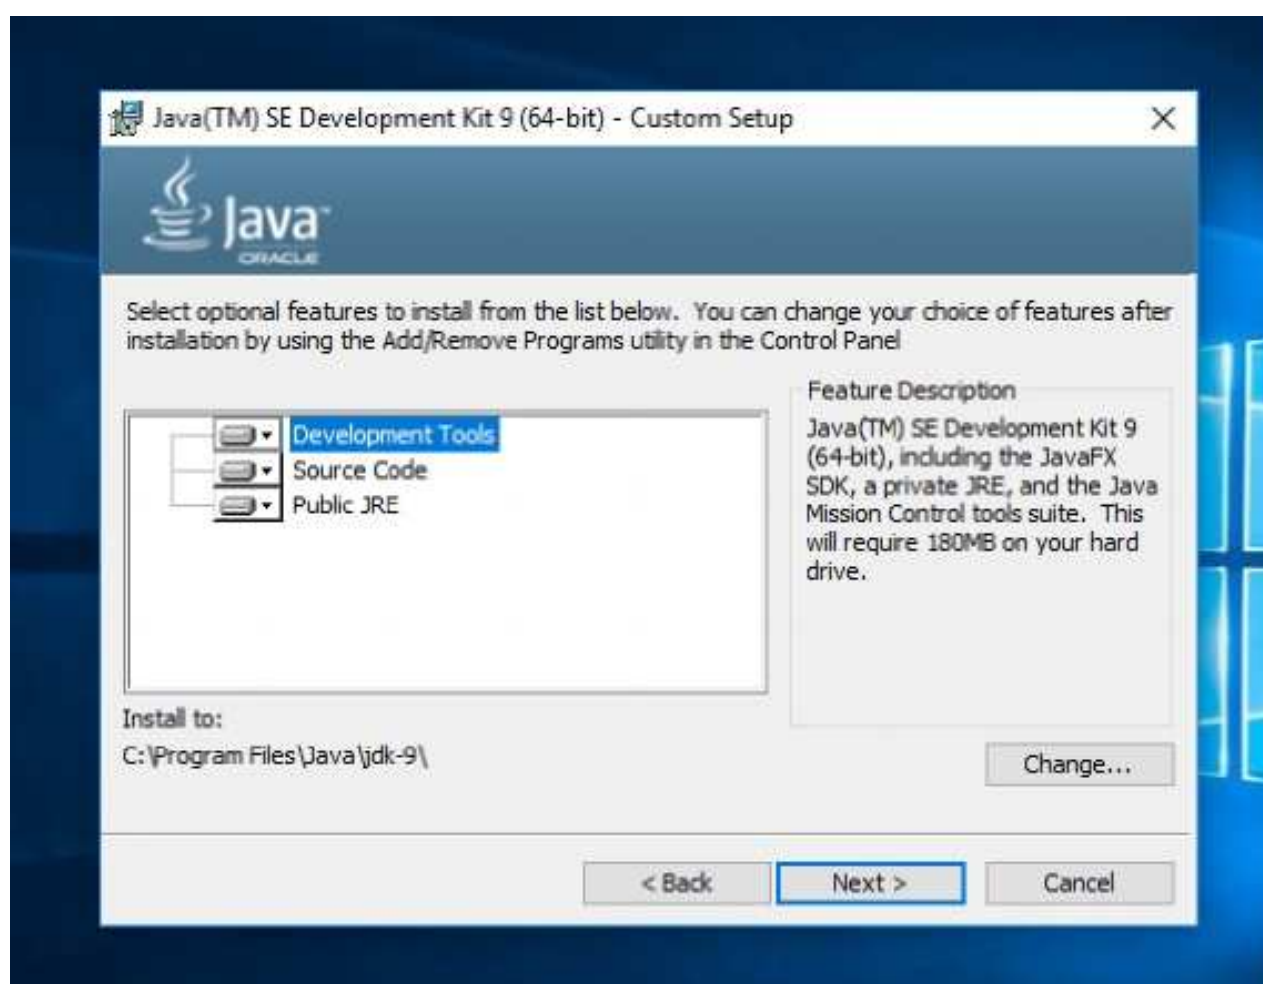 Java(TM) SE Development Kit 9 (64-bit) - Custom Setup
Java™
ORACLE
Select optional features to install from the list below. You can change your choice of features after
installation by using the Add/Remove Programs utility in the Control Panel
Development Tools
Source Code
Public JRE
Feature Description
Java(TM) SE Development Kit 9
(64-bit), including the JavaFX
SDK, a private JRE, and the Java
Mission Control tools suite. This
will require 180MB on your hard
drive.
Install to:
C:\Program Files\Java\jdk-9\
Change...
< Back
Next >
Cancel